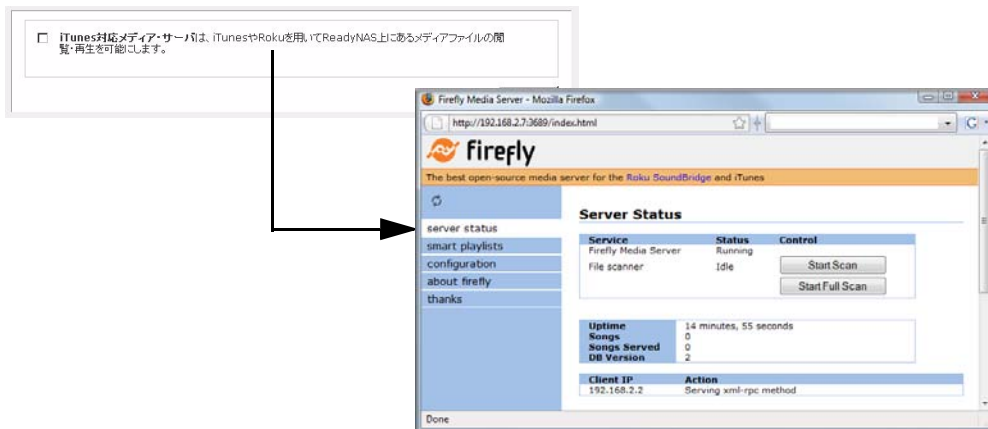 iTunes対応メディア・サーバは、iTunesやRokuを用いてReadyNAS上にあるメディアファイルの閲
覧・再生を可能にします。
Firefly Media Server - Mozilla Firefox
http://192.168.2.7:3689/index.html
firefly
The best open-source media server for the Roku SoundBridge and iTunes
server status
smart playlists
configuration
about firefly
thanks
Server Status
Service Status Control
Firefly Media Server Running
File scanner Idle Start Scan
Start Full Scan
Uptime 14 minutes, 55 seconds
Songs 0
Songs Served 0
DB Version 2
Client IP Action
192.168.2.2 Serving xml-rpc method
Done